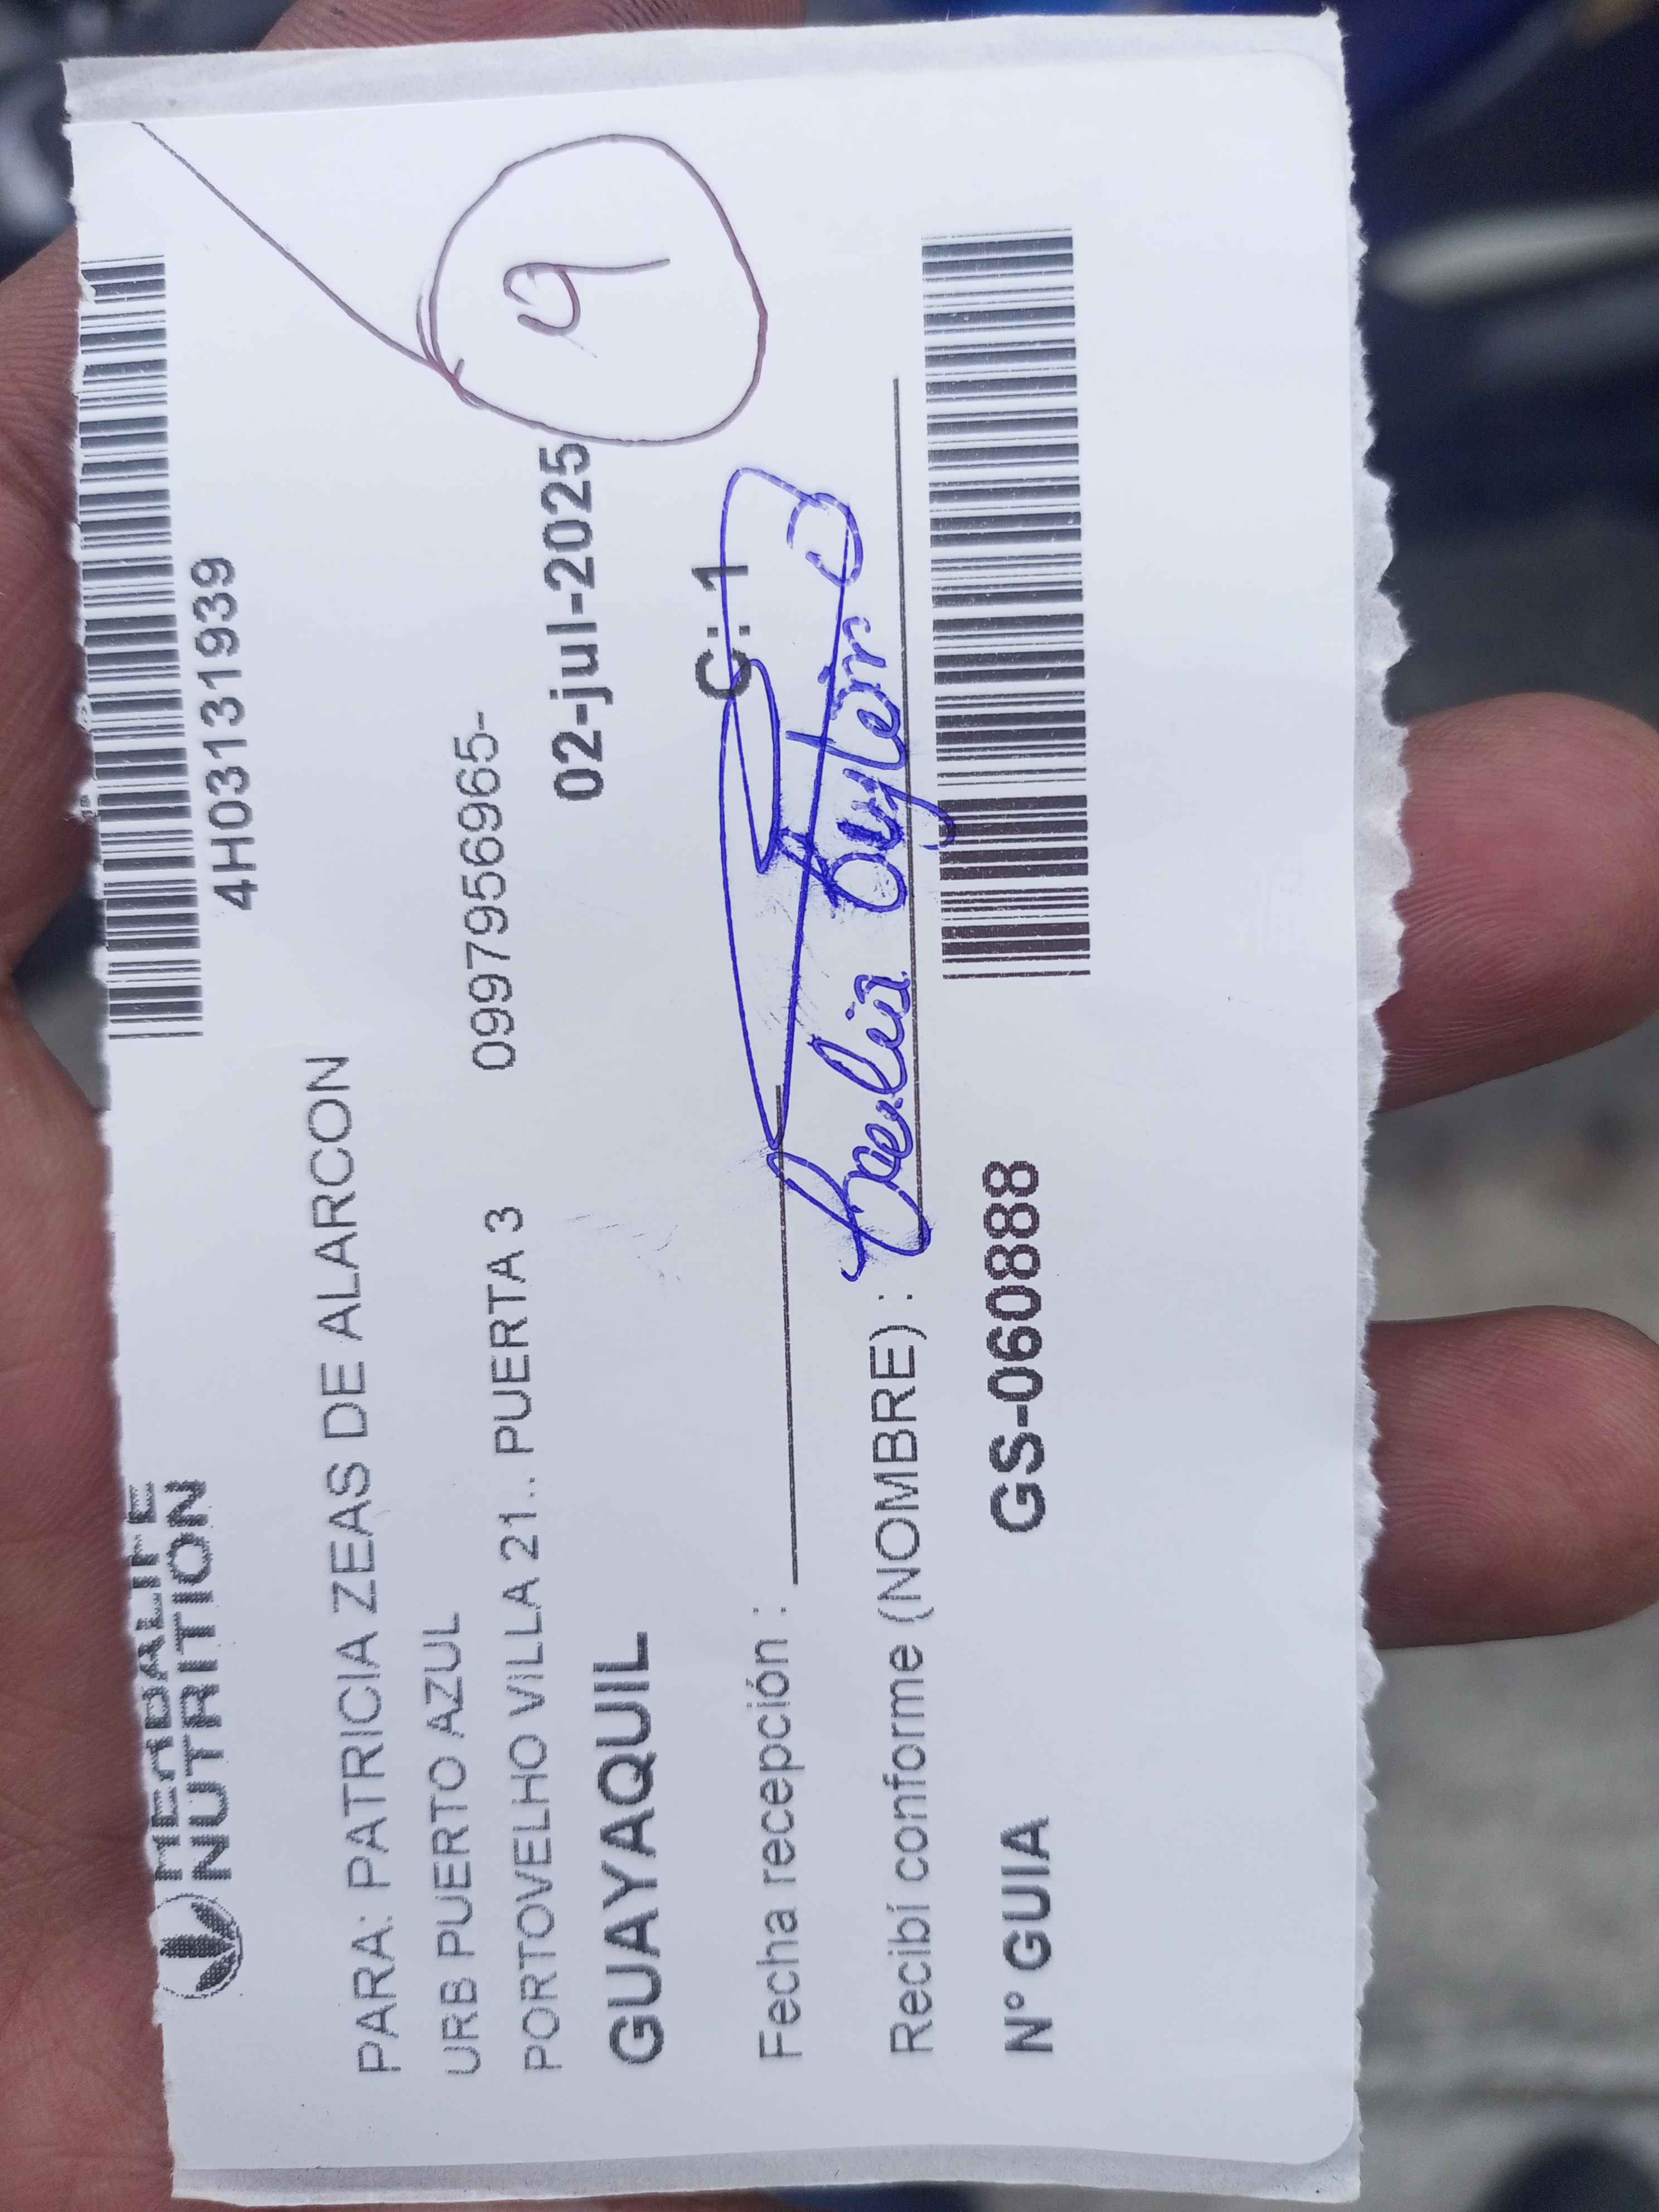 HERBALIFE
NUTRITION
4H03131939
PARA: PATRICIA ZEAS DE ALARCON
URB PUERTO AZUL
PORTOVELHO VILLA 21.. PUERTA 3 0997956965-
GUAYAQUIL 02-jul-2025
9
C: 1
Fecha recepción :
Recibí conforme (NOMBRE) :
N° GUIA GS-060888